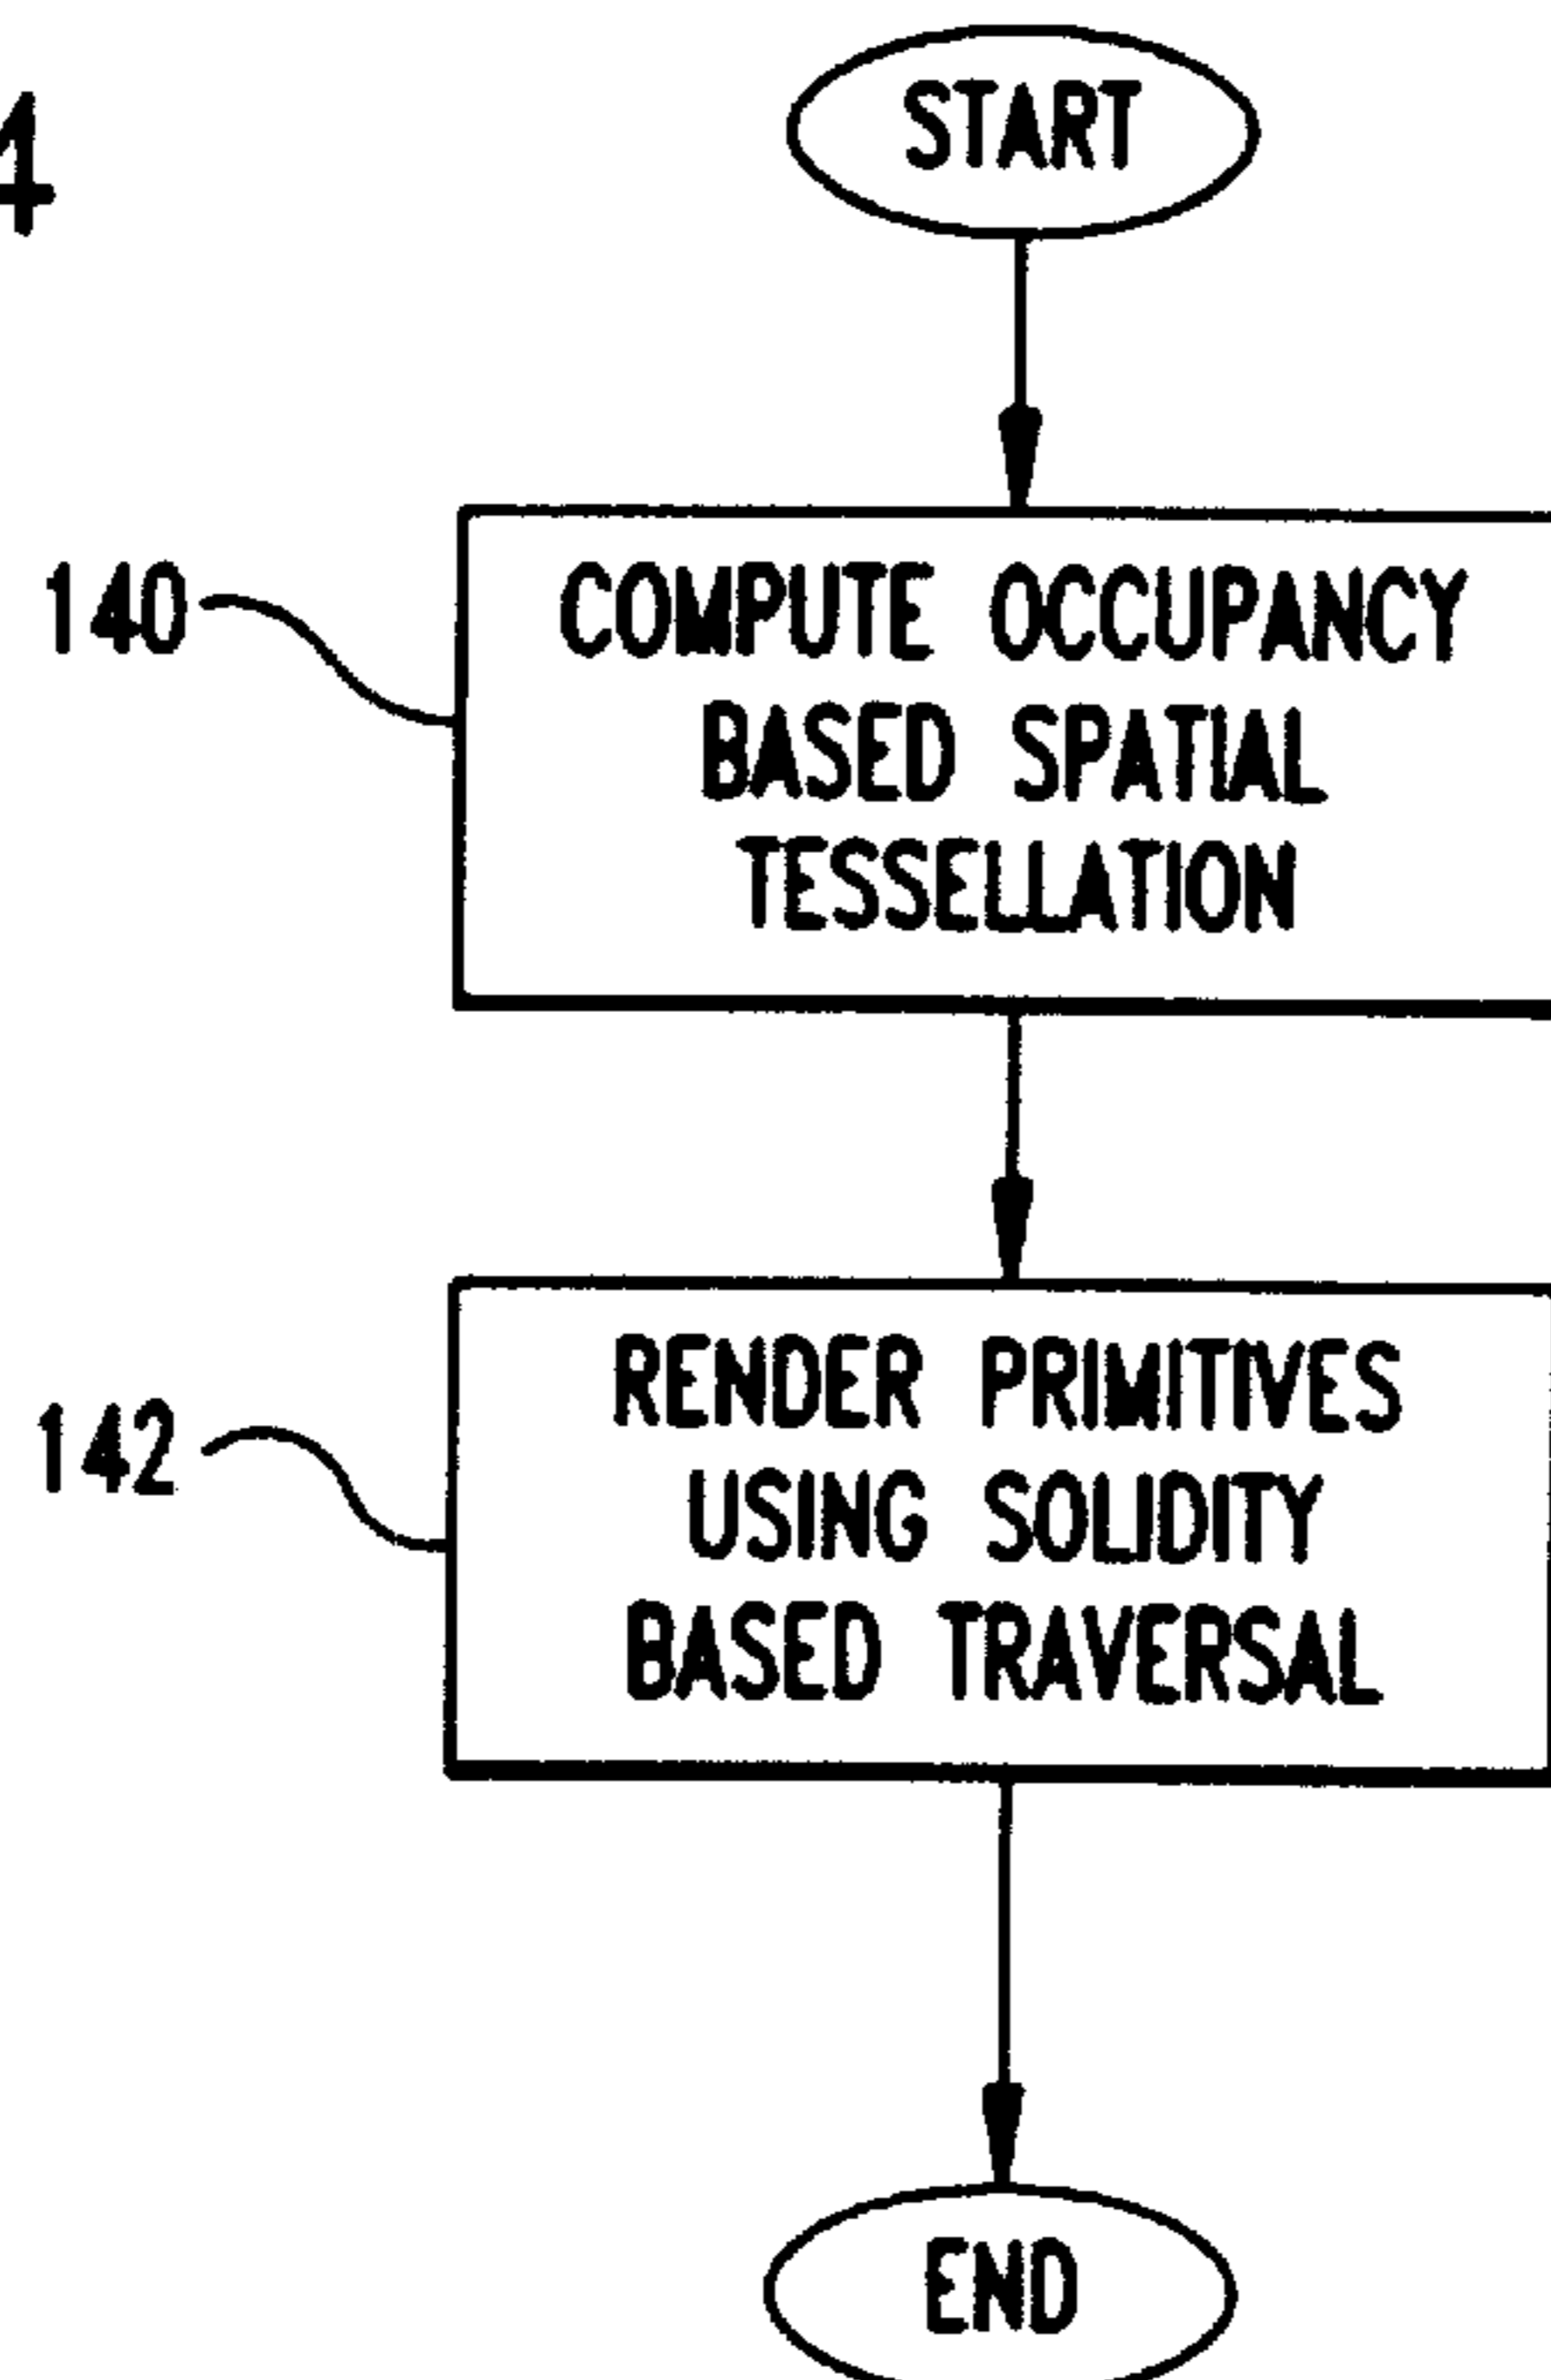 4
START
140
COMPUTE OCCUPANCY
BASED SPATIAL
TESSELLATION
142
RENDER PRIMITIVES
USING SOLIDITY
BASED TRAVERSAL
END